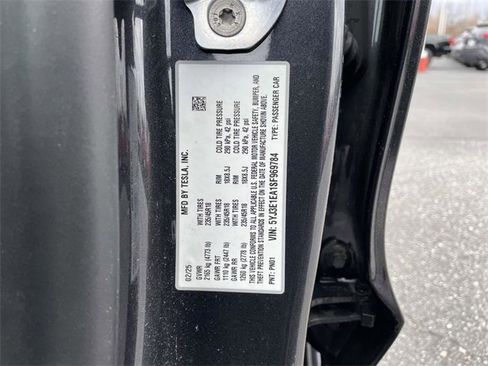 MFD BY TESLA, INC.
02/25
GVWR
2165 kg (4773 lb)
GAWR FRT WITH TIRES RIM COLD TIRE PRESSURE
1110 kg (2447 lb) 235/45R18 18X8.5J 290 kPa, 42 psi
GAWR RR WITH TIRES RIM COLD TIRE PRESSURE
1260 kg (2778 lb) 235/45R18 18X8.5J 290 kPa, 42 psi
THIS VEHICLE CONFORMS TO ALL APPLICABLE U.S. FEDERAL MOTOR VEHICLE SAFETY, BUMPER, AND
THEFT PREVENTION STANDARDS IN EFFECT ON THE DATE OF MANUFACTURE SHOWN ABOVE.
VIN: 5YJ3E1EA1SF969784
PNT: PN01 TYPE: PASSENGER CAR